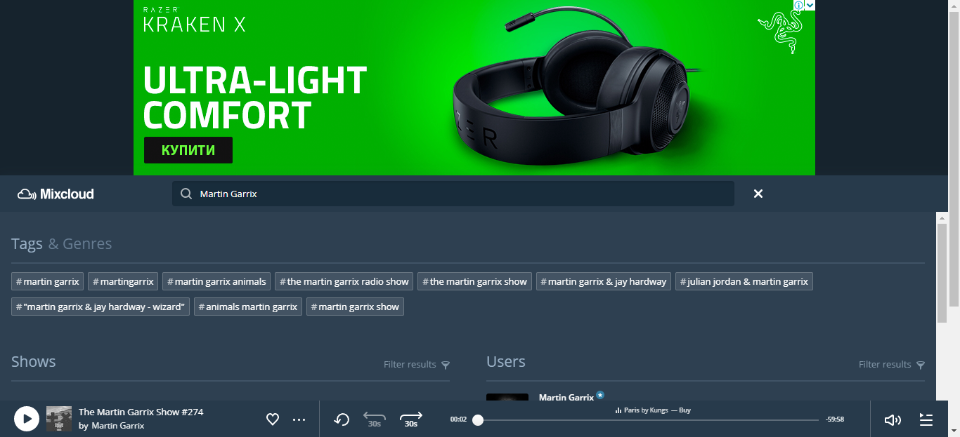 RAZER
KRAKEN X
ULTRA-LIGHT
COMFORT
КУПИТИ
Mixcloud
Martin Garrix
Tags & Genres
#martin garrix #martingarrix #martin garrix animals #the martin garrix radio show #the martin garrix show #martin garrix & jay hardway #julian jordan & martin garrix
#"martin garrix & jay hardway - wizard" #animals martin garrix #martin garrix show
Shows Filter results Users Filter results
Martin Garrix
The Martin Garrix Show #274
by Martin Garrix
30s 30s
00:02
Paris by Kungs — Buy
-59:58